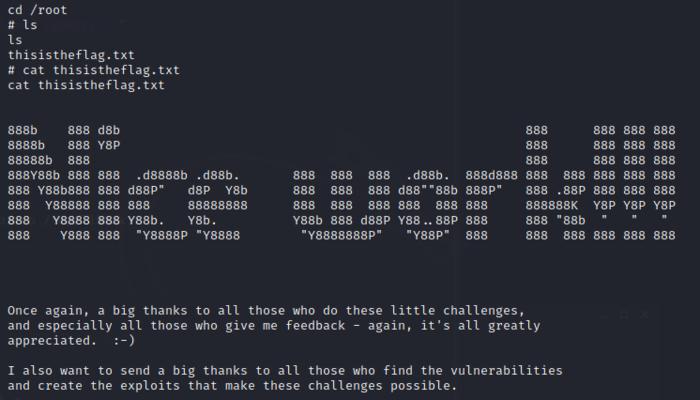 cd /root
# ls
ls
thisistheflag.txt
# cat thisistheflag.txt
cat thisistheflag.txt
888b    888 d8b                                                      888      888 888 888
8888b   888 Y8P                                                      888      888 888 888
88888b  888                                                          888      888 888 888
888Y88b 888 888  .d8888b .d88b.       888  888  888  .d88b.  888d888 888  888 888 888 888
888 Y88b888 888 d88P"   d8P  Y8b      888  888  888 d88""88b 888P"   888 .88P 888 888 888
888  Y88888 888 888     88888888      888  888  888 888  888 888     888888K  Y8P Y8P Y8P
888   Y8888 888 Y88b.   Y8b.          Y88b 888 d88P Y88..88P 888     888 "88b  "   "   "
888    Y888 888  "Y8888P "Y8888        "Y8888888P"   "Y88P"  888     888  888 888 888 888
Once again, a big thanks to all those who do these little challenges,
and especially all those who give me feedback - again, it's all greatly
appreciated.  :-)
I also want to send a big thanks to all those who find the vulnerabilities
and create the exploits that make these challenges possible.